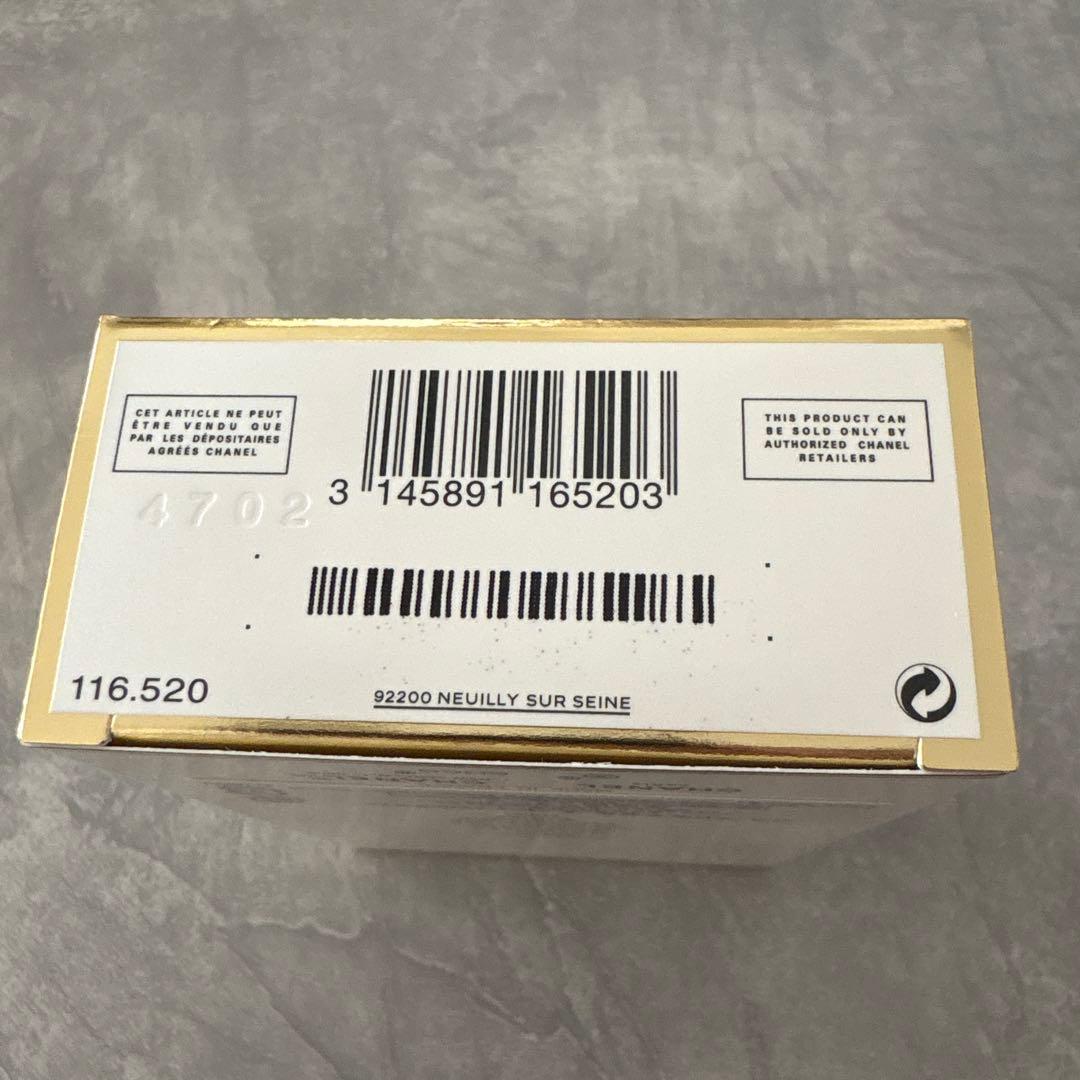 CET ARTICLE NE PEUT
ÊTRE VENDU QUE
PAR LES DÉPOSITAIRES
AGRÉÉS CHANEL
THIS PRODUCT CAN
BE SOLD ONLY BY
AUTHORIZED CHANEL
RETAILERS
3 145891 165203
4702
116.520
92200 NEUILLY SUR SEINE
CHANEL